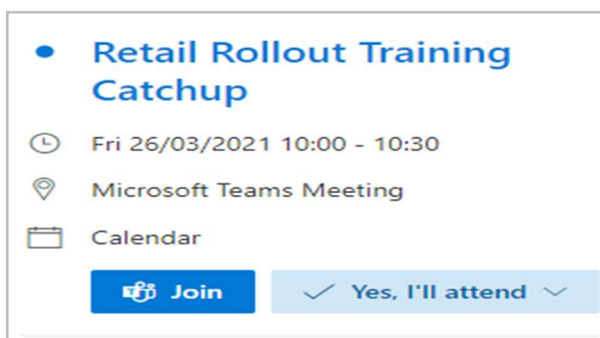 Retail Rollout Training
Catchup
Fri 26/03/2021 10:00 - 10:30
Microsoft Teams Meeting
Calendar
Join
Yes, I'll attend